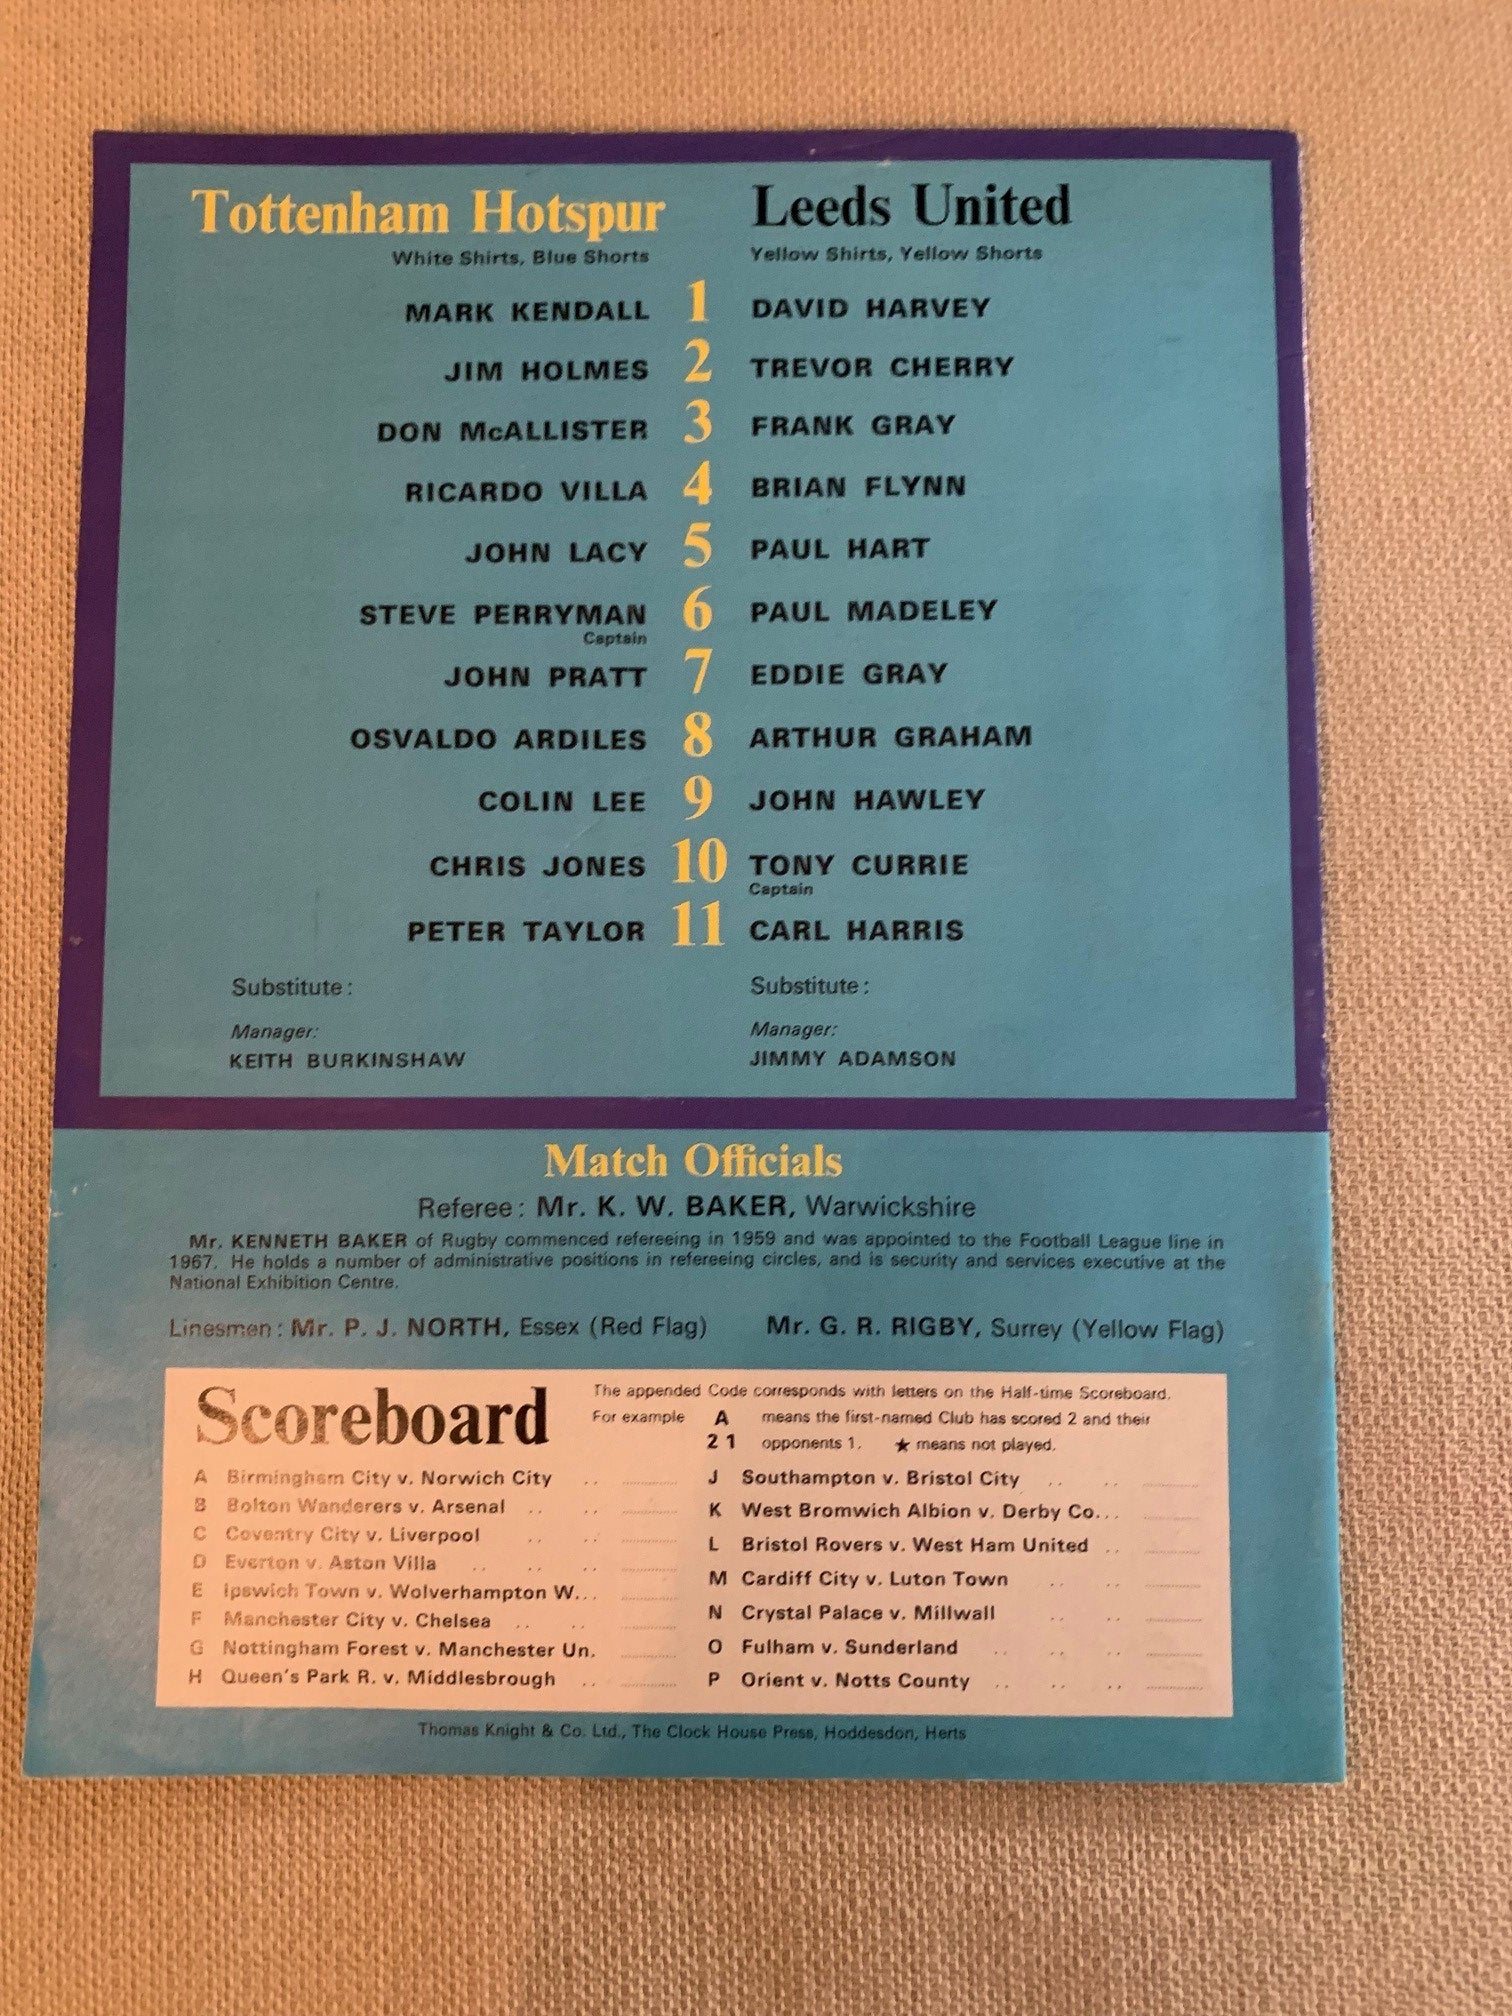 Tottenham Hotspur Leeds United
White Shirts, Blue Shorts Yellow Shirts, Yellow Shorts
MARK KENDALL 1 DAVID HARVEY
JIM HOLMES 2 TREVOR CHERRY
DON McALLISTER 3 FRANK GRAY
RICARDO VILLA 4 BRIAN FLYNN
JOHN LACY 5 PAUL HART
STEVE PERRYMAN 6 PAUL MADELEY
Captain
JOHN PRATT 7 EDDIE GRAY
OSVALDO ARDILES 8 ARTHUR GRAHAM
COLIN LEE 9 JOHN HAWLEY
CHRIS JONES 10 TONY CURRIE
Captain
PETER TAYLOR 11 CARL HARRIS
Substitute: Substitute:
Manager: Manager:
KEITH BURKINSHAW JIMMY ADAMSON
Match Officials
Referee: Mr. K. W. BAKER, Warwickshire
Mr. KENNETH BAKER of Rugby commenced refereeing in 1959 and was appointed to the Football League line in
1967. He holds a number of administrative positions in refereeing circles, and is security and services executive at the
National Exhibition Centre.
Linesmen: Mr. P. J. NORTH, Essex (Red Flag) Mr. G. R. RIGBY, Surrey (Yellow Flag)
Scoreboard
The appended Code corresponds with letters on the Half-time Scoreboard.
For example A means the first-named Club has scored 2 and their
2 1 opponents 1. ★ means not played.
A Birmingham City v. Norwich City .. ..........
B Bolton Wanderers v. Arsenal .. .. ..........
C Coventry City v. Liverpool .. .. ..........
D Everton v. Aston Villa .. .. .. ..........
E Ipswich Town v. Wolverhampton W... ..........
F Manchester City v. Chelsea .. .. ..........
G Nottingham Forest v. Manchester Un. ..........
H Queen's Park R. v. Middlesbrough .. ..........
J Southampton v. Bristol City .. .. ..........
K West Bromwich Albion v. Derby Co... ..........
L Bristol Rovers v. West Ham United .. ..........
M Cardiff City v. Luton Town .. .. ..........
N Crystal Palace v. Millwall .. .. ..........
O Fulham v. Sunderland .. .. .. ..........
P Orient v. Notts County .. .. .. ..........
Thomas Knight & Co. Ltd., The Clock House Press, Hoddesdon, Herts